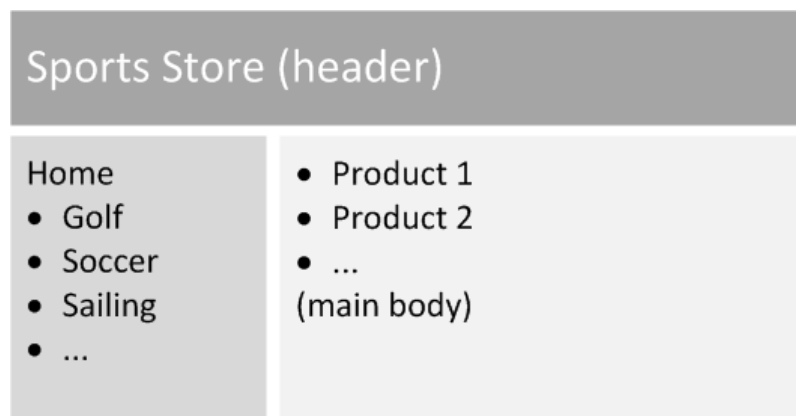 Sports Store (header)
Home
• Golf
• Soccer
• Sailing
• ...
• Product 1
• Product 2
• ...
(main body)